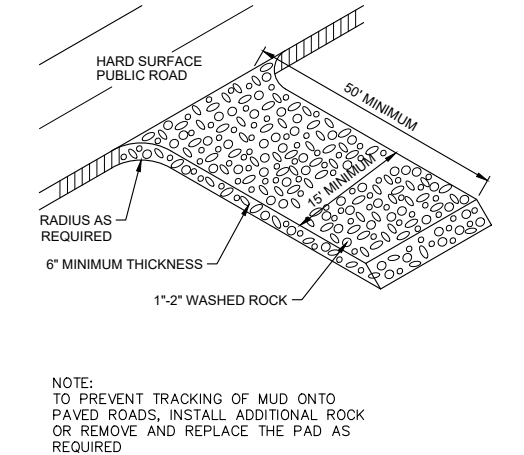 HARD SURFACE
PUBLIC ROAD
50' MINIMUM
15' MINIMUM
RADIUS AS
REQUIRED
6" MINIMUM THICKNESS
1"-2" WASHED ROCK
NOTE:
TO PREVENT TRACKING OF MUD ONTO
PAVED ROADS, INSTALL ADDITIONAL ROCK
OR REMOVE AND REPLACE THE PAD AS
REQUIRED